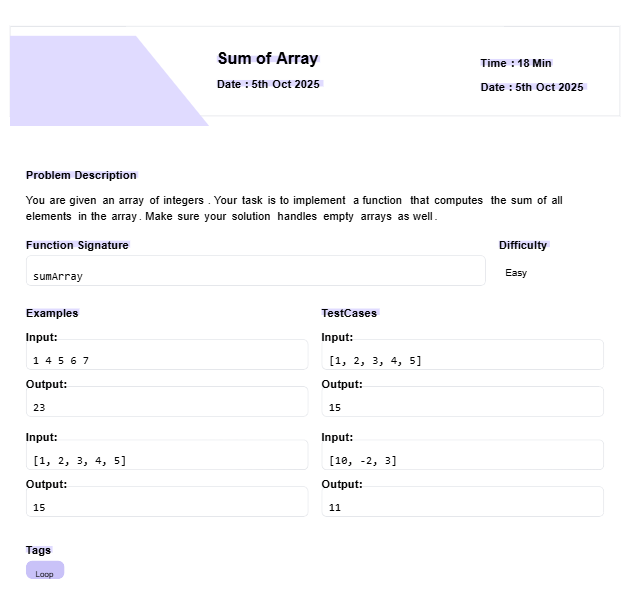 Sum of Array
Date : 5th Oct 2025
Time : 18 Min
Date : 5th Oct 2025
Problem Description
You are given an array of integers . Your task is to implement a function that computes the sum of all
elements in the array . Make sure your solution handles empty arrays as well .
Function Signature
sumArray
Difficulty
Easy
Examples
Input:
1 4 5 6 7
Output:
23
Input:
[1, 2, 3, 4, 5]
Output:
15
TestCases
Input:
[1, 2, 3, 4, 5]
Output:
15
Input:
[10, -2, 3]
Output:
11
Tags
Loop